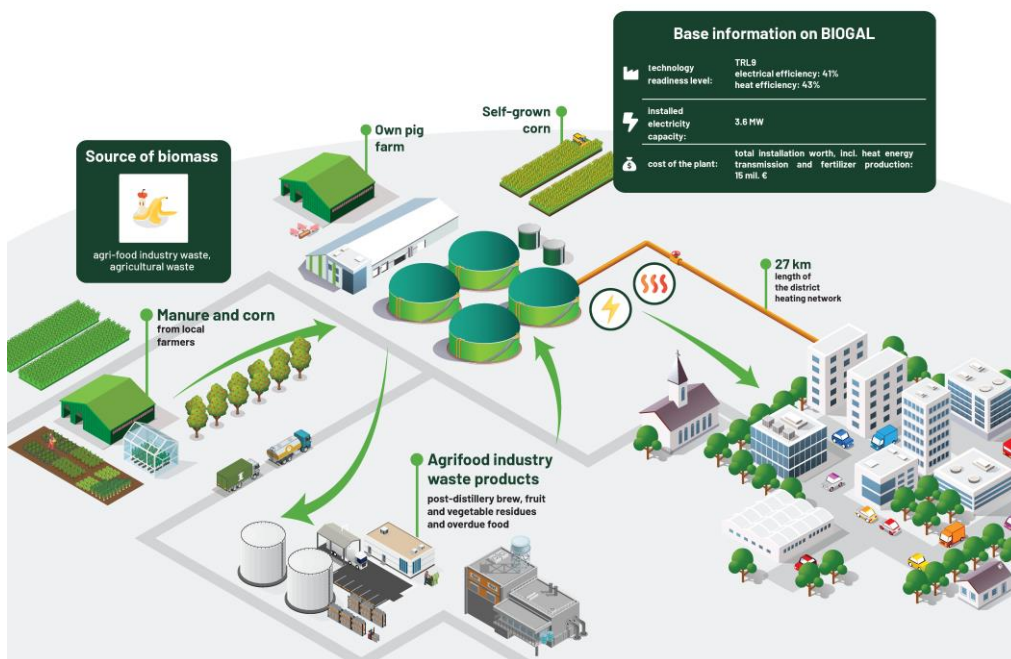 Base information on BIOGAL
technology
readiness level:
TRL9
electrical efficiency: 41%
heat efficiency: 43%
installed
electricity
capacity:
3.6 MW
cost of the plant:
total installation worth, incl. heat energy
transmission and fertilizer production:
15 mil. €
Self-grown
corn
Own pig
farm
Source of biomass
agri-food industry waste,
agricultural waste
27 km
length of
the district
heating network
Manure and corn
from local
farmers
Agrifood industry
waste products
post-distillery brew, fruit
and vegetable residues
and overdue food